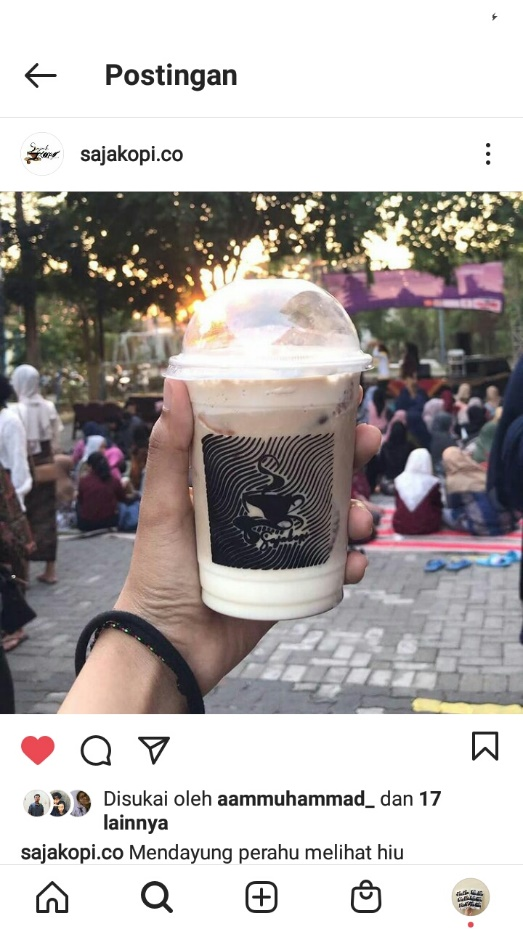 Postingan
sajakopi.co
Disukai oleh aammuhammad_ dan 17
lainnya
sajakopi.co Mendayung perahu melihat hiu